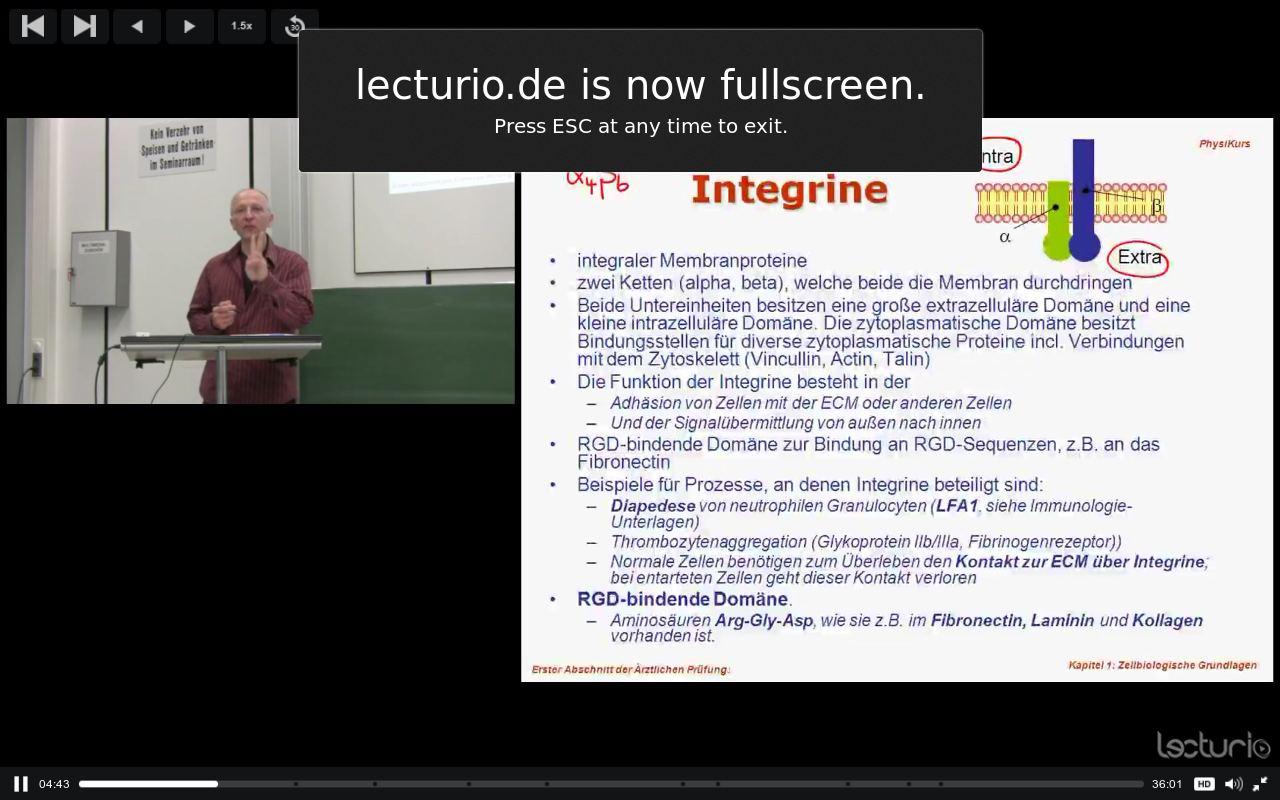 1.5x
30
lecturio.de is now fullscreen.
Press ESC at any time to exit.
Kein Verzehr von
Speisen und Getränken
im Seminarraum!
ntra
PhysiKurs
α4β6
Integrine
β
α
Extra
• integraler Membranproteine
• zwei Ketten (alpha, beta), welche beide die Membran durchdringen
• Beide Untereinheiten besitzen eine große extrazelluläre Domäne und eine
kleine intrazelluläre Domäne. Die zytoplasmatische Domäne besitzt
Bindungsstellen für diverse zytoplasmatische Proteine incl. Verbindungen
mit dem Zytoskelett (Vincullin, Actin, Talin)
• Die Funktion der Integrine besteht in der
– Adhäsion von Zellen mit der ECM oder anderen Zellen
– Und der Signalübermittlung von außen nach innen
• RGD-bindende Domäne zur Bindung an RGD-Sequenzen, z.B. an das
Fibronectin
• Beispiele für Prozesse, an denen Integrine beteiligt sind:
– Diapedese von neutrophilen Granulocyten (LFA1, siehe Immunologie-
Unterlagen)
– Thrombozytenaggregation (Glykoprotein IIb/IIIa, Fibrinogenrezeptor))
– Normale Zellen benötigen zum Überleben den Kontakt zur ECM über Integrine;
bei entarteten Zellen geht dieser Kontakt verloren
• RGD-bindende Domäne.
– Aminosäuren Arg-Gly-Asp, wie sie z.B. im Fibronectin, Laminin und Kollagen
vorhanden ist.
Erster Abschnitt der Ärztlichen Prüfung:
Kapitel 1: Zellbiologische Grundlagen
lecturio
04:43
36:01
HD